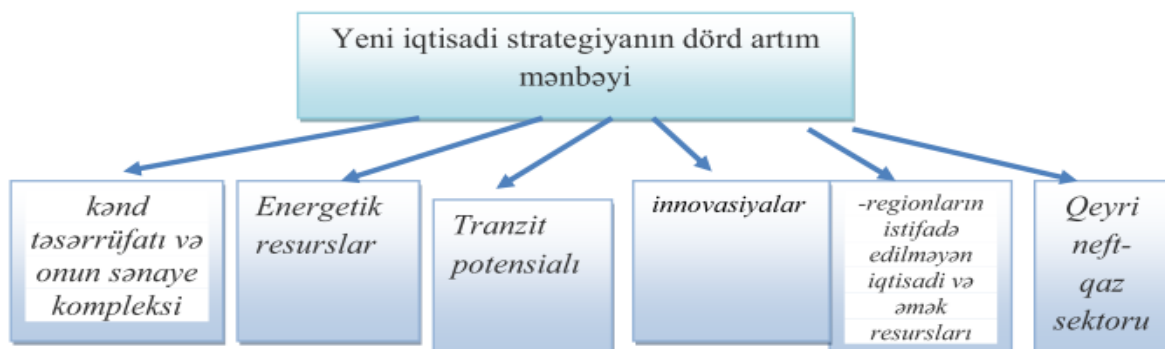 Yeni iqtisadi strategiyanın dörd artım
mənbəyi
kənd
təsərrüfatı və
onun sənaye
kompleksi
Energetik
resurslar
Tranzit
potensialı
innovasiyalar
-regionların
istifadə
edilməyən
iqtisadi və
əmək
resursları
Qeyri
neft-
qaz
sektoru